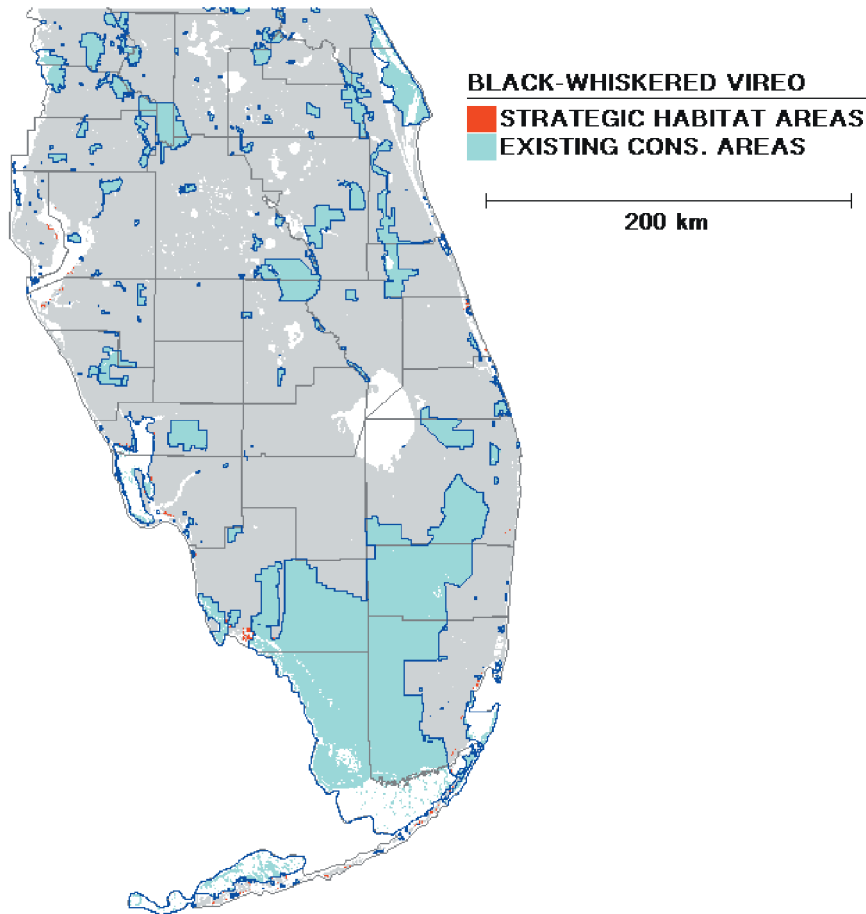 BLACK-WHISKERED VIREO
STRATEGIC HABITAT AREAS
EXISTING CONS. AREAS
200 km